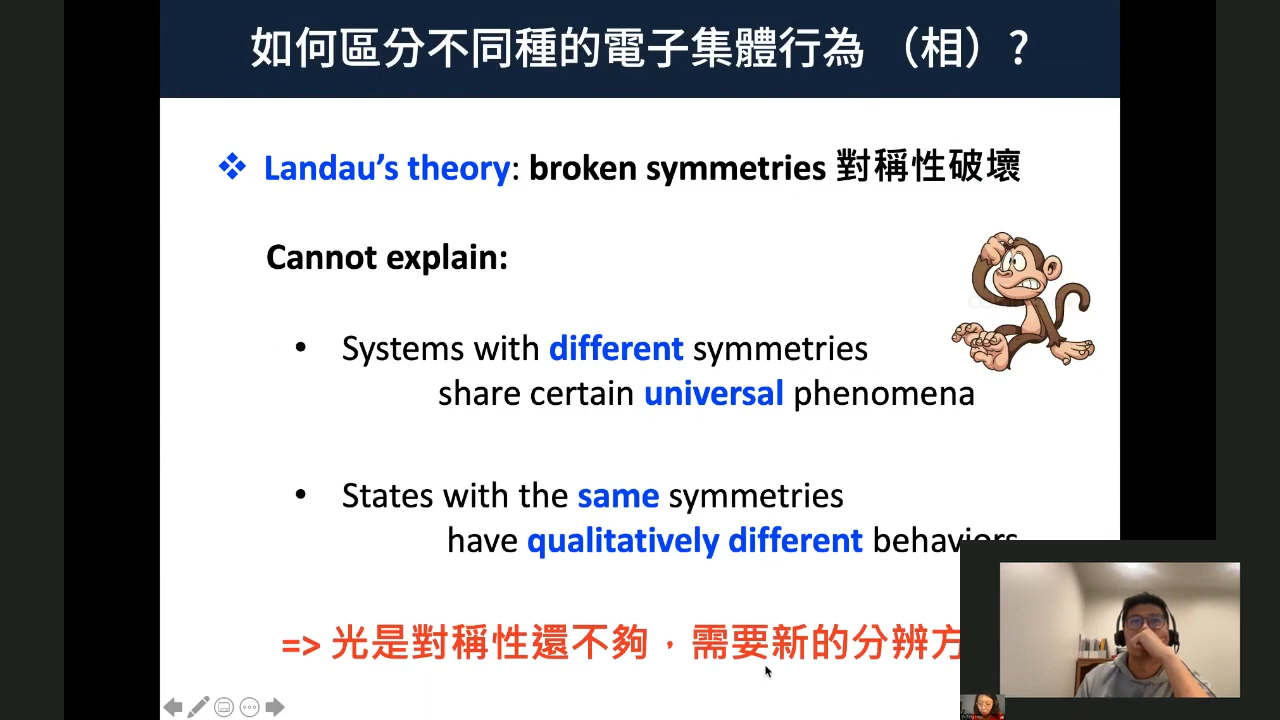 如何區分不同種的電子集體行為 （相）?
❖ Landau’s theory: broken symmetries 對稱性破壞
Cannot explain:
• Systems with different symmetries
share certain universal phenomena
• States with the same symmetries
have qualitatively different behaviors
=> 光是對稱性還不夠，需要新的分辨方